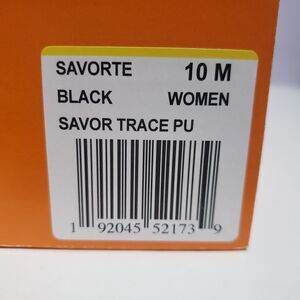 SAVORTE 10 M
BLACK WOMEN
SAVOR TRACE PU
1 92045 52173 9